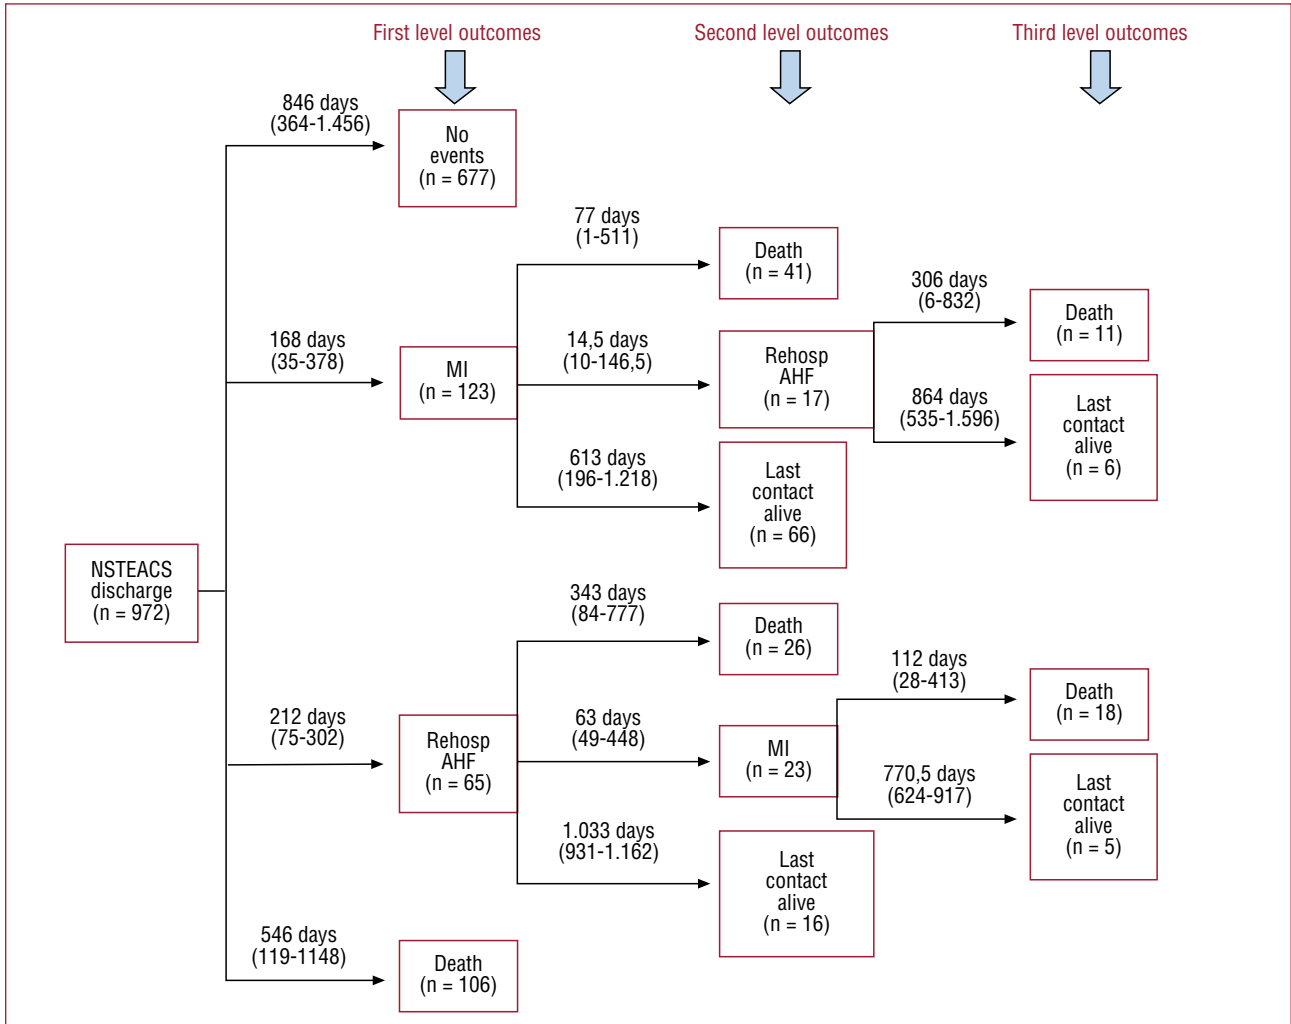 First level outcomes
Second level outcomes
Third level outcomes
846 days
(364-1.456)
No
events
(n = 677)
77 days
(1-511)
Death
(n = 41)
306 days
(6-832)
Death
(n = 11)
168 days
(35-378)
MI
(n = 123)
14,5 days
(10-146,5)
Rehosp
AHF
(n = 17)
864 days
(535-1.596)
Last
contact
alive
(n = 6)
613 days
(196-1.218)
Last
contact
alive
(n = 66)
NSTEACS
discharge
(n = 972)
343 days
(84-777)
Death
(n = 26)
112 days
(28-413)
Death
(n = 18)
212 days
(75-302)
Rehosp
AHF
(n = 65)
63 days
(49-448)
MI
(n = 23)
770,5 days
(624-917)
Last
contact
alive
(n = 5)
1.033 days
(931-1.162)
Last
contact
alive
(n = 16)
546 days
(119-1148)
Death
(n = 106)